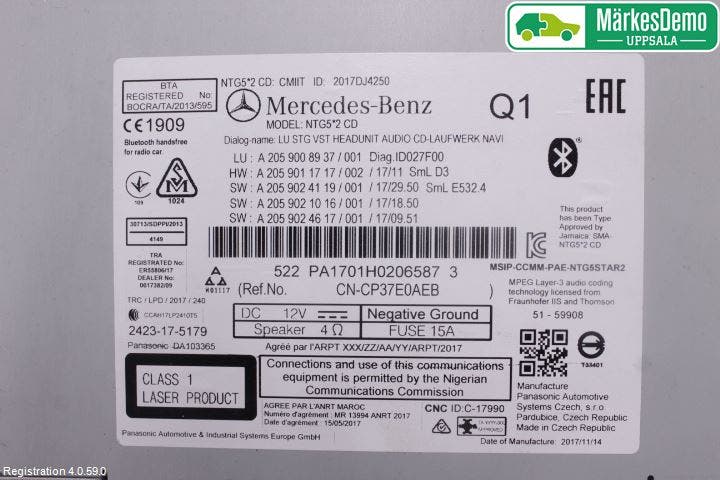 MärkesDemo
UPPSALA
BTA
REGISTERED No:
BOCRA/TA/2013/595
NTG5*2 CD: CMIIT ID: 2017DJ4250
Mercedes-Benz
MODEL: NTG5*2 CD
Q1
EAC
CE1909
Bluetooth handsfree
for radio car.
Dialog-name: LU STG VST HEADUNIT AUDIO CD-LAUFWERK NAVI
LU : A 205 900 89 37 / 001 Diag.ID027F00
HW : A 205 901 17 17 / 002 / 17/11 SmL D3
SW : A 205 902 41 19 / 001 / 17/29.50 SmL E532.4
SW : A 205 902 10 16 / 001 / 17/18.50
SW : A 205 902 46 17 / 001 / 17/09.51
SM
1024
30713/SDPPI/2013
4149
This product
has been Type
Approved by
Jamaica: SMA-
NTG5*2 CD
TRA
REGISTERED No:
ER55806/17
DEALER No:
0017382/09
522 PA1701H0206587 3
(Ref.No. CN-CP37E0AEB)
MSIP-CCMM-PAE-NTG5STAR2
MPEG Layer-3 audio coding
technology licensed from
Fraunhofer IIS and Thomson
51 - 59908
TRC / LPD / 2017 / 240
CCAH17LP2410T5
2423-17-5179
Panasonic DA103365
DC 12V Negative Ground
Speaker 4 Ω FUSE 15A
Agréé par l'ARPT XXX/ZZ/AA/YY/ARPT/2017
CLASS 1
LASER PRODUCT
Connections and use of this communications
equipment is permitted by the Nigerian
Communications Commission
Manufacture
Panasonic Automotive
Systems Czech, s.r.o.
Pardubice, Czech Republic
Made in Czech Republic
AGREE PAR L'ANRT MAROC
Numéro d'agrément : MR 13994 ANRT 2017
Date d'agrément : 15/05/2017
CNC ID:C-17990
Panasonic Automotive & Industrial Systems Europe GmbH
Date of Manufacture: 2017/11/14
Registration 4.0.59.0